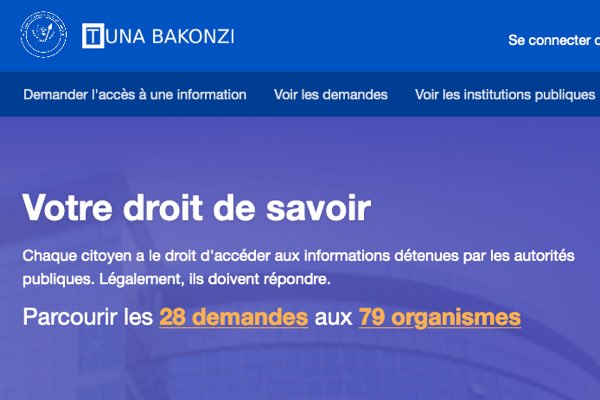 TUNA BAKONZI
Se connecter
Demander l'accès à une information Voir les demandes Voir les institutions publiques
Votre droit de savoir
Chaque citoyen a le droit d'accéder aux informations détenues par les autorités
publiques. Légalement, ils doivent répondre.
Parcourir les 28 demandes aux 79 organismes